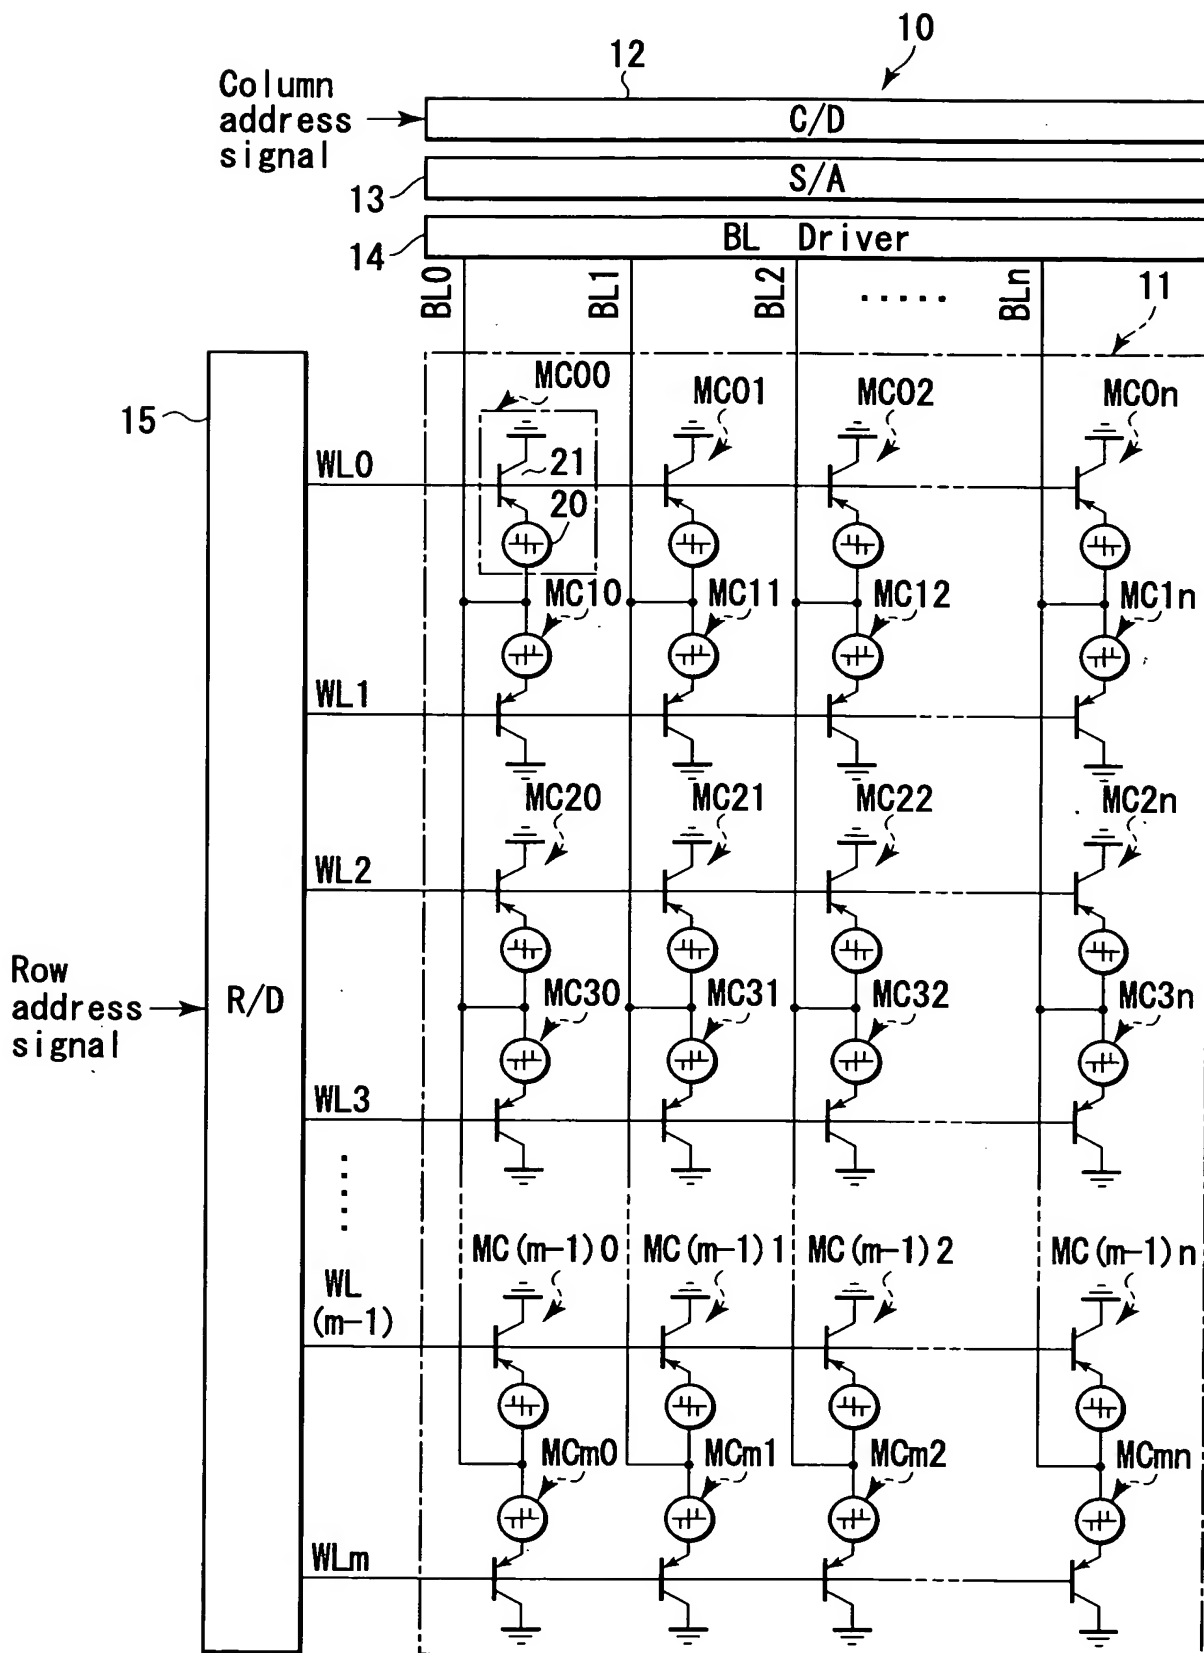 10
12
Column
address
signal
C/D
13
S/A
14
BL Driver
BL0
BL1
BL2
.....
BLn
11
15
MC00
MC01
MC02
MC0n
WL0
21
20
MC10
MC11
MC12
MC1n
WL1
MC20
MC21
MC22
MC2n
WL2
Row
address
signal
R/D
MC30
MC31
MC32
MC3n
WL3
.....
MC(m-1)0
MC(m-1)1
MC(m-1)2
MC(m-1)n
WL
(m-1)
MCm0
MCm1
MCm2
MCmn
WLm